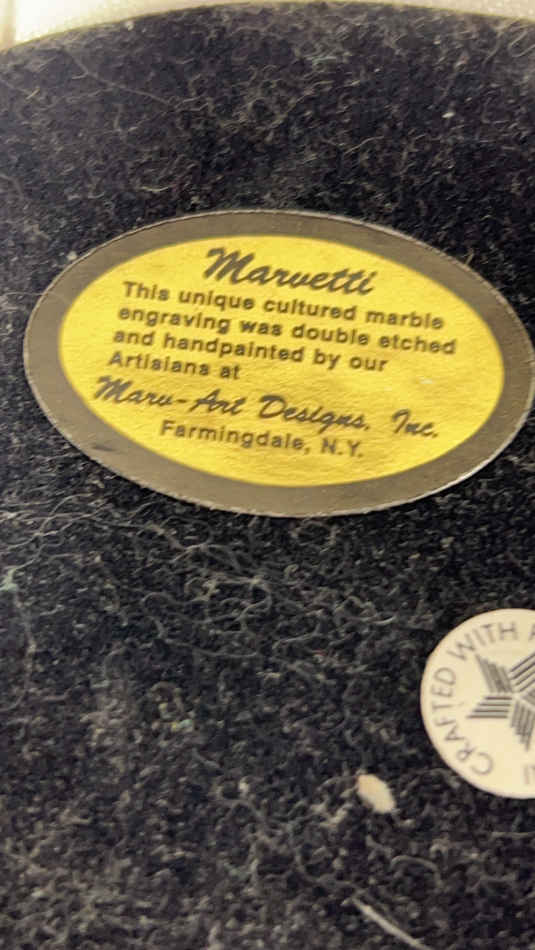 Marvetti
This unique cultured marble
engraving was double etched
and handpainted by our
Artisians at
Marv-Art Designs, Inc.
Farmingdale, N.Y.
CRAFTED WITH